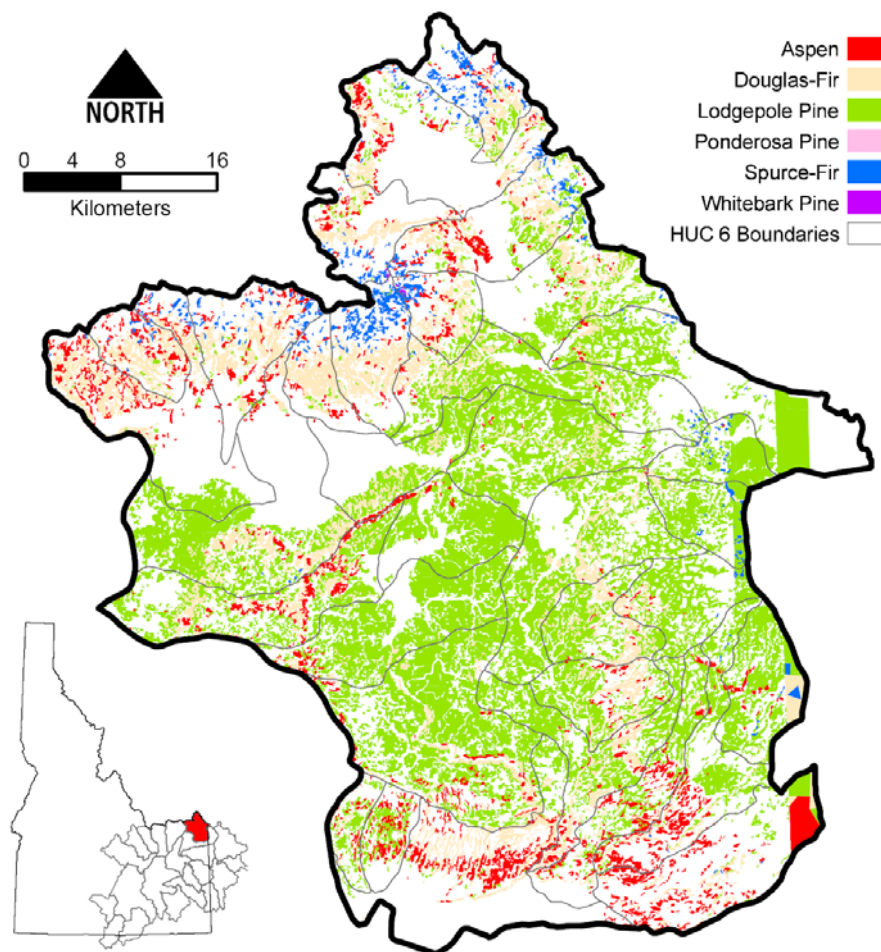 Aspen
Douglas-Fir
Lodgepole Pine
Ponderosa Pine
Spurce-Fir
Whitebark Pine
HUC 6 Boundaries
NORTH
0 4 8 16
Kilometers